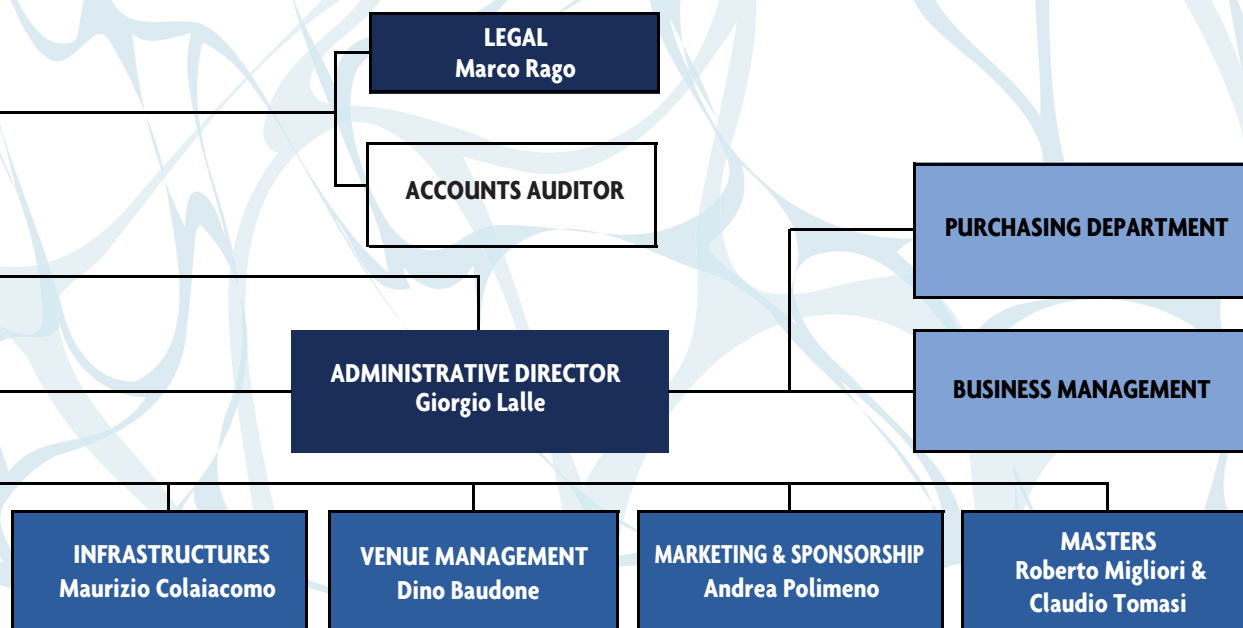 LEGAL
Marco Rago
ACCOUNTS AUDITOR
PURCHASING DEPARTMENT
ADMINISTRATIVE DIRECTOR
Giorgio Lalle
BUSINESS MANAGEMENT
INFRASTRUCTURES
Maurizio Colaiacomo
VENUE MANAGEMENT
Dino Baudone
MARKETING & SPONSORSHIP
Andrea Polimeno
MASTERS
Roberto Migliori &
Claudio Tomasi